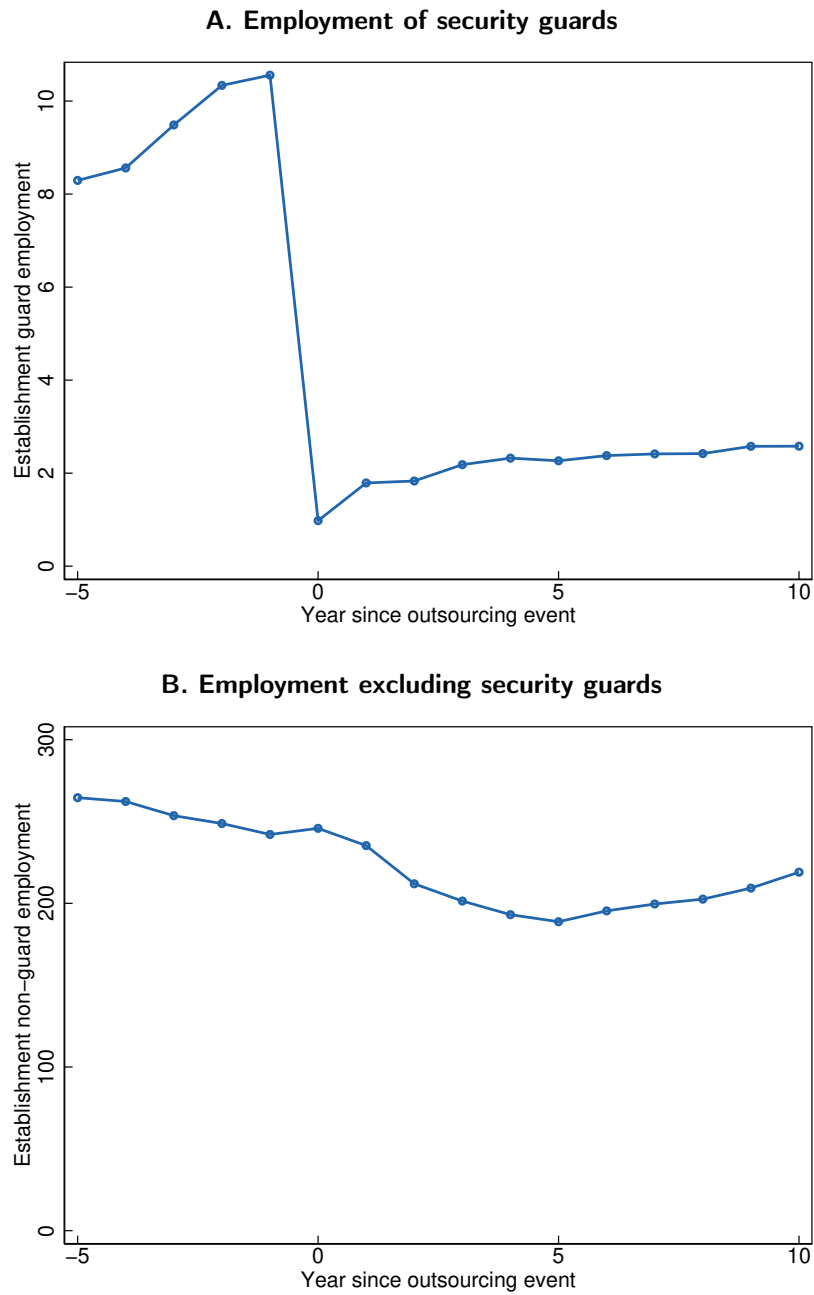 A. Employment of security guards
Establishment guard employment
10
8
6
4
2
0
−5 0 5 10
Year since outsourcing event
B. Employment excluding security guards
Establishment non−guard employment
300
200
100
0
−5 0 5 10
Year since outsourcing event